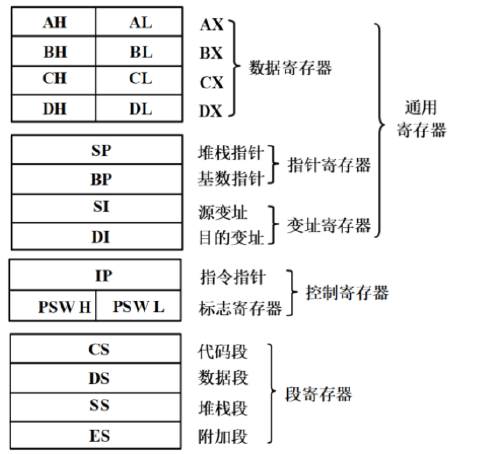 AH AL AX
BH BL BX
CH CL CX
DH DL DX
数据寄存器
通用
寄存器
SP 堆栈指针
BP 基数指针
指针寄存器
SI 源变址
DI 目的变址
变址寄存器
IP 指令指针
PSW H PSW L 标志寄存器
控制寄存器
CS 代码段
DS 数据段
SS 堆栈段
ES 附加段
段寄存器